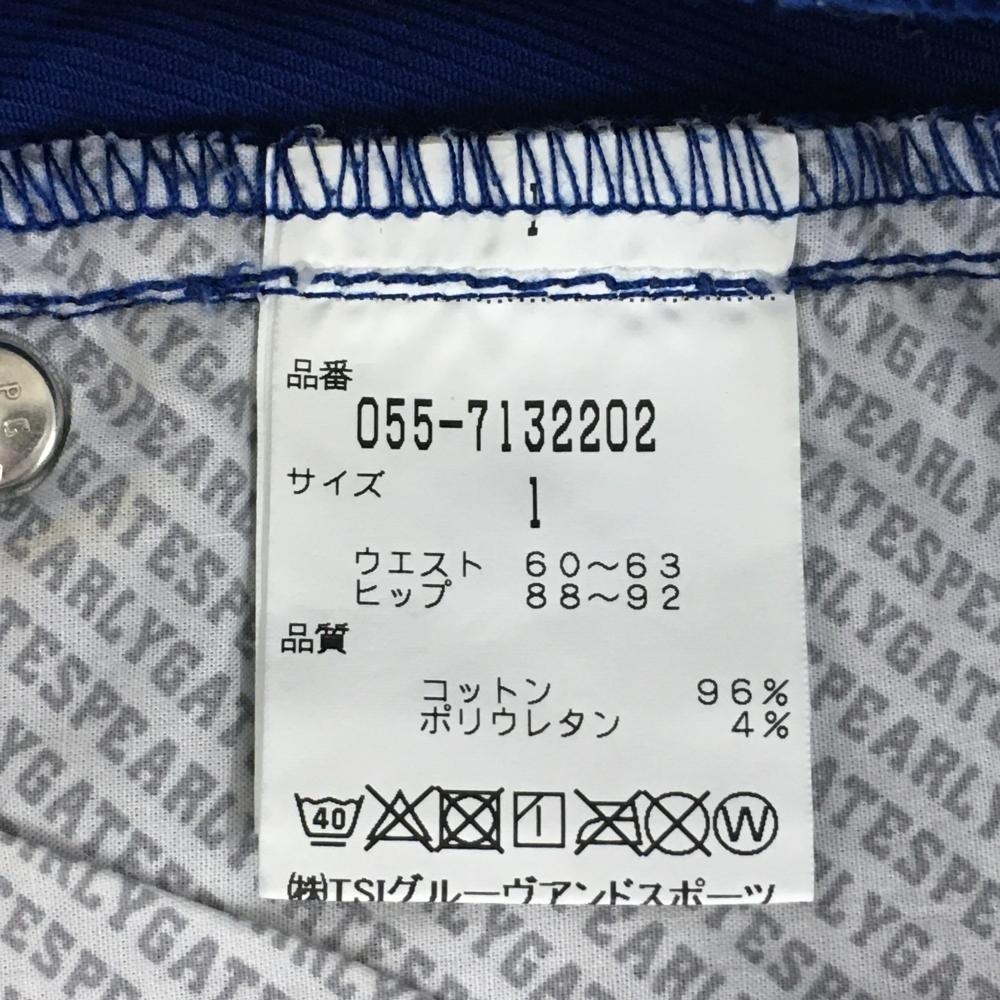 品番
055-7132202
サイズ
1
ウエスト 60〜63
ヒップ 88〜92
品質
コットン 96%
ポリウレタン 4%
40
W
㈱TSIグルーヴアンドスポーツ
PEARLYGATES
PG